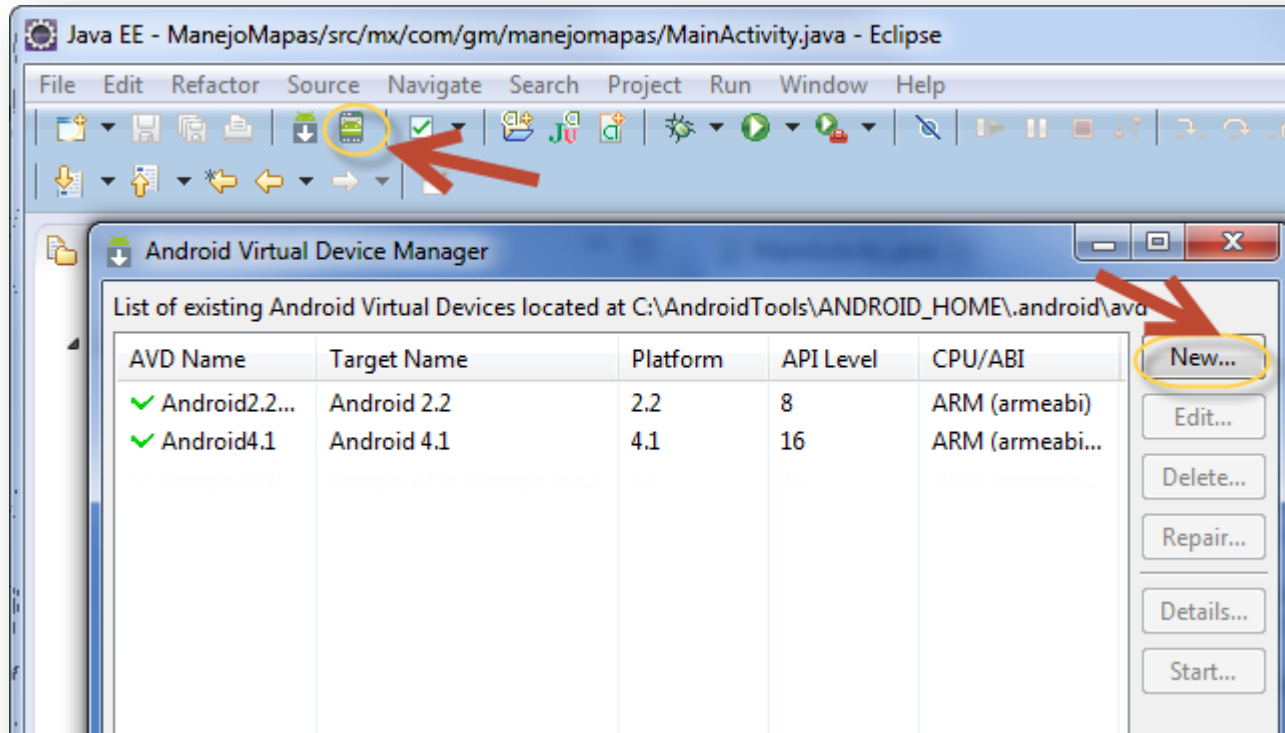 Java EE - ManejoMapas/src/mx/com/gm/manejomapas/MainActivity.java - Eclipse
File Edit Refactor Source Navigate Search Project Run Window Help
Android Virtual Device Manager
List of existing Android Virtual Devices located at C:\AndroidTools\ANDROID_HOME\.android\avd
AVD Name Target Name Platform API Level CPU/ABI New...
Android2.2... Android 2.2 2.2 8 ARM (armeabi)
Edit...
Android4.1 Android 4.1 4.1 16 ARM (armeabi...
Delete...
Repair...
Details...
Start...